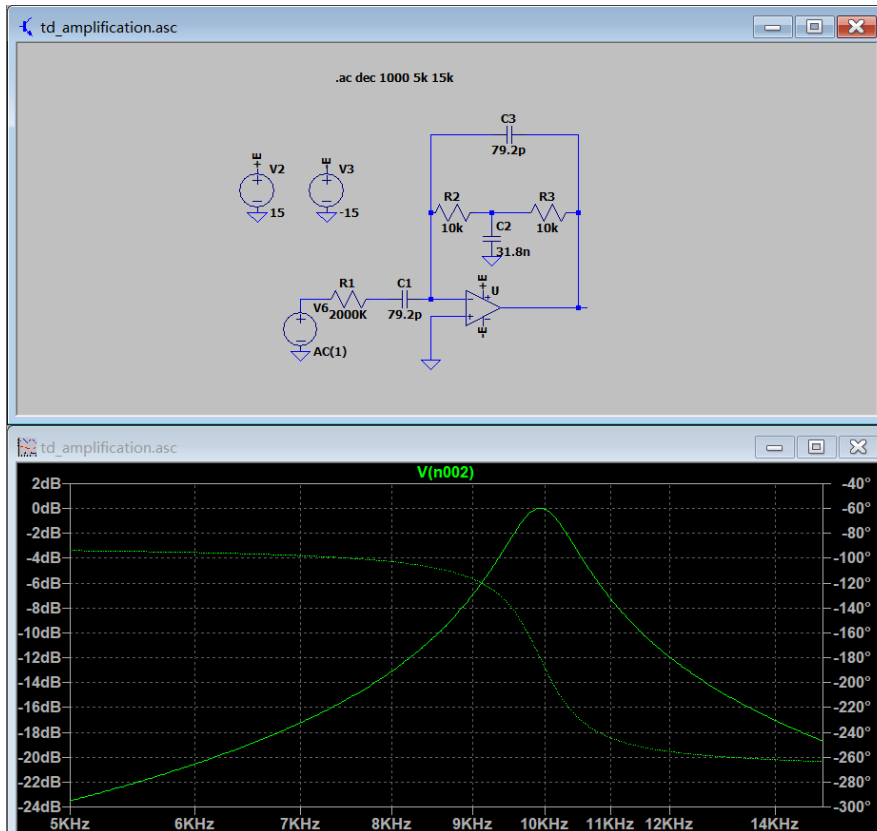 td_amplification.asc
.ac dec 1000 5k 15k
C3
79.2p
+E
V2
15
-E
V3
-15
R2
10k
R3
10k
C2
31.8n
R1
2000K
C1
79.2p
+E
U
-E
V6
AC(1)
td_amplification.asc
V(n002)
2dB
0dB
-2dB
-4dB
-6dB
-8dB
-10dB
-12dB
-14dB
-16dB
-18dB
-20dB
-22dB
-24dB
-40°
-60°
-80°
-100°
-120°
-140°
-160°
-180°
-200°
-220°
-240°
-260°
-280°
-300°
5KHz 6KHz 7KHz 8KHz 9KHz 10KHz 11KHz 12KHz 14KHz